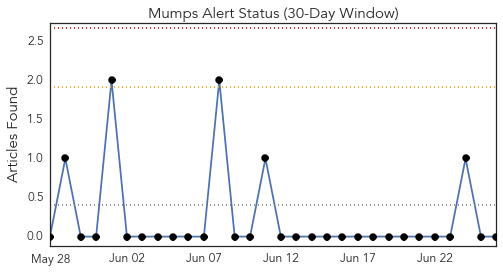 Mumps Alert Status (30-Day Window)
Articles Found
2.5
2.0
1.5
1.0
0.5
0.0
May 28 Jun 02 Jun 07 Jun 12 Jun 17 Jun 22